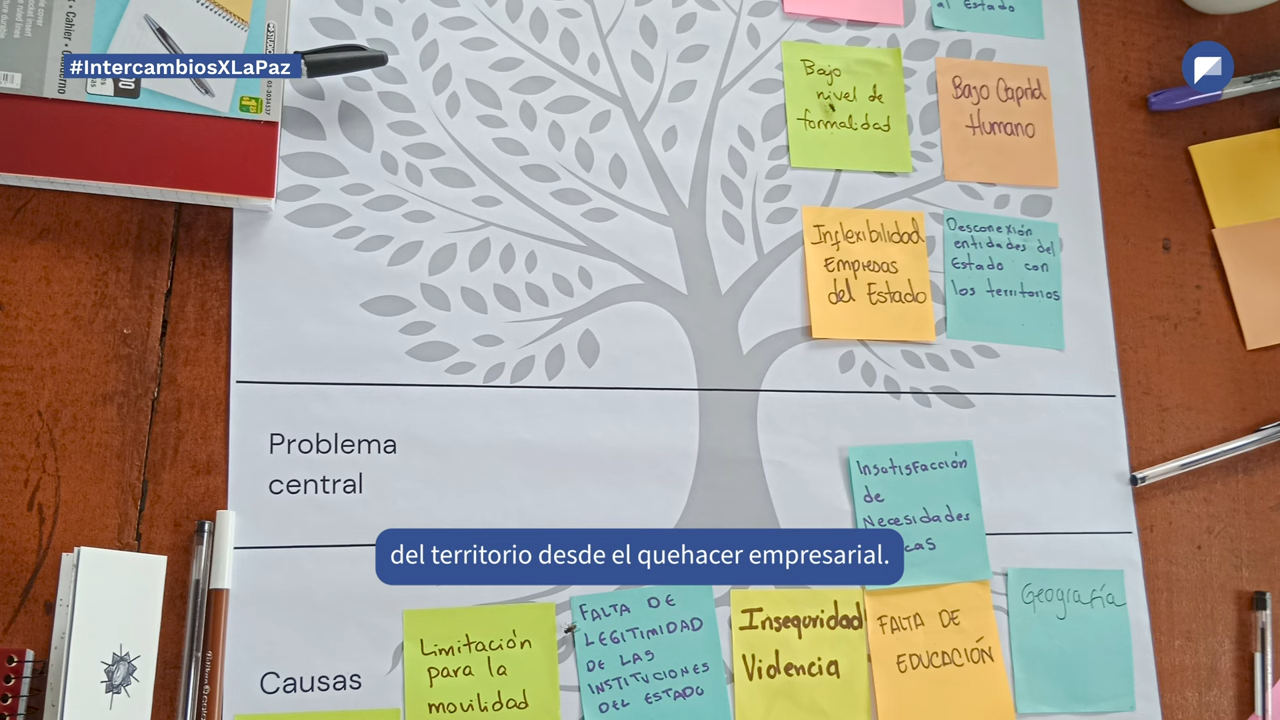 al Estado
#IntercambiosXLaPaz
Cahier
Bajo
nivel de
formalidad
Bajo Capital
Humano
Inflexibilidad
Empresas
del Estado
Desconexión
entidades del
Estado con
los territorios
Problema
central
Insatisfacción
de
Necesidades
del territorio desde el quehacer empresarial.
Causas
Limitación
para la
movilidad
FALTA DE
LEGITIMIDAD
DE LAS
INSTITUCIONES
DEL ESTADO
Inseguridad
Violencia
FALTA DE
EDUCACIÓN
Geografía